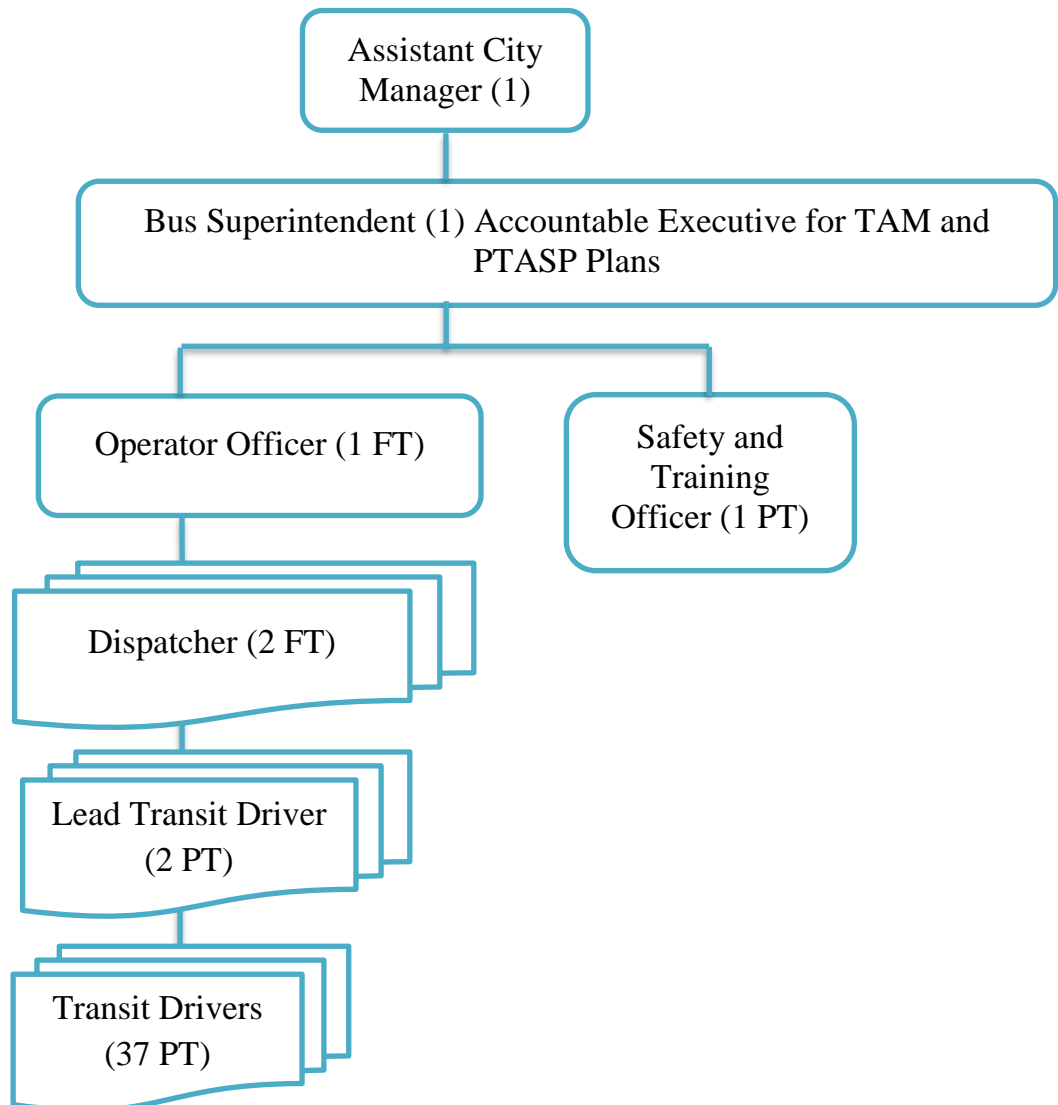 Assistant City
Manager (1)
Bus Superintendent (1) Accountable Executive for TAM and
PTASP Plans
Operator Officer (1 FT)
Safety and
Training
Officer (1 PT)
Dispatcher (2 FT)
Lead Transit Driver
(2 PT)
Transit Drivers
(37 PT)